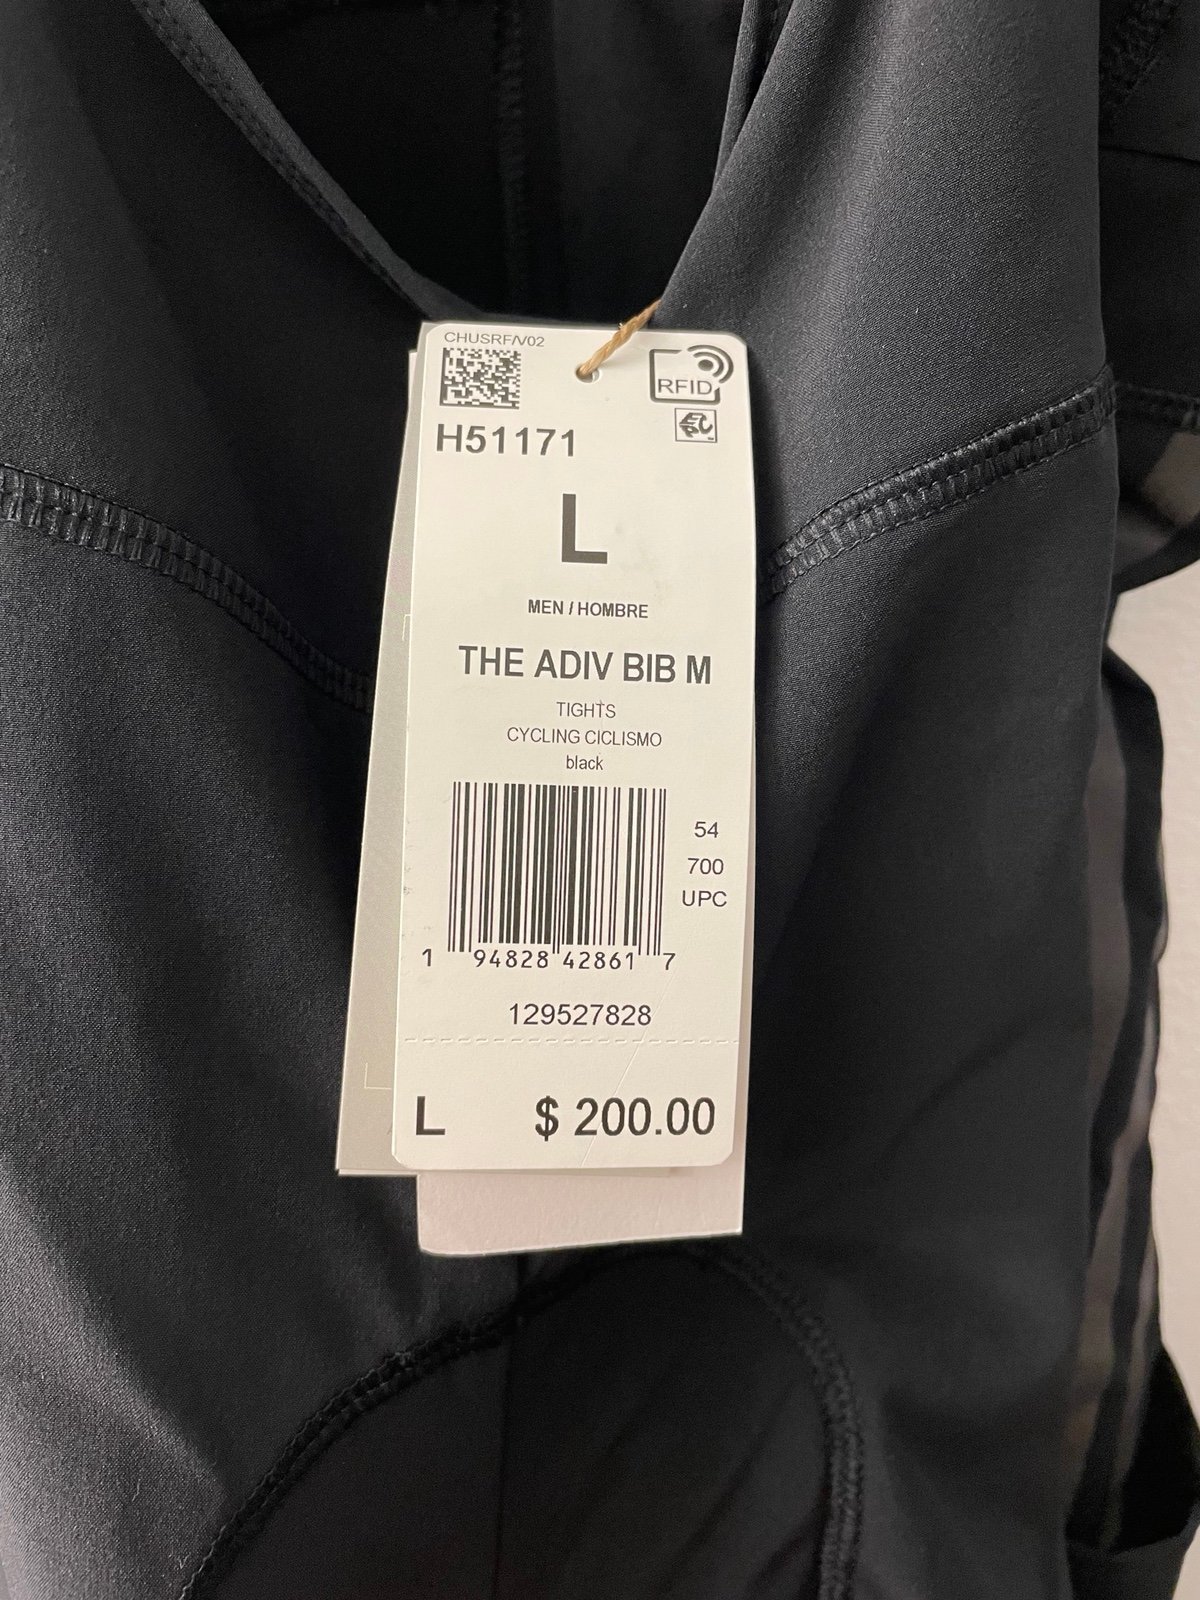 CHUSRF/V02
RFID
H51171
L
MEN / HOMBRE
THE ADIV BIB M
TIGHTS
CYCLING CICLISMO
black
54
700
UPC
1 94828 42861 7
129527828
L $ 200.00